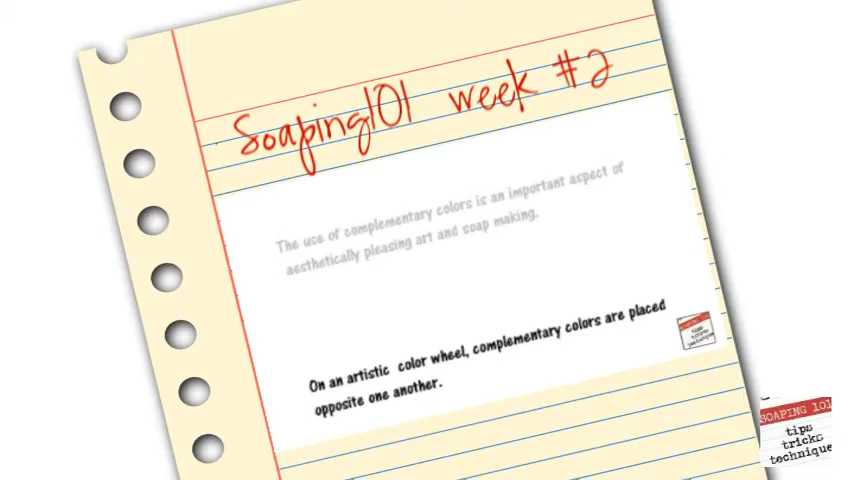 Soaping101 week #2
The use of complementary colors is an important aspect of
aesthetically pleasing art and soap making.
On an artistic color wheel, complementary colors are placed
opposite one another.
SOAPING 101
tips
tricks
technique